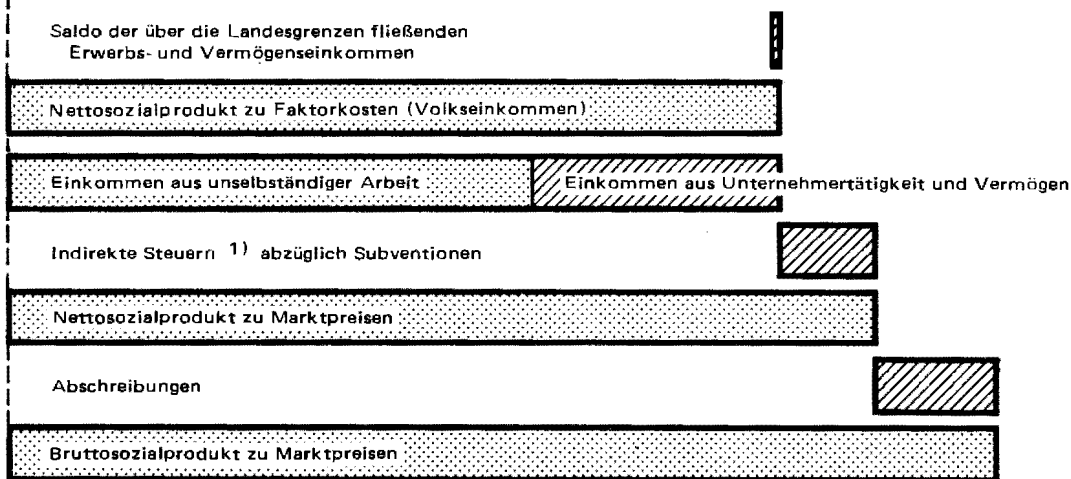 Saldo der über die Landesgrenzen fließenden
Erwerbs- und Vermögenseinkommen
Nettosozialprodukt zu Faktorkosten (Volkseinkommen)
Einkommen aus unselbständiger Arbeit
Einkommen aus Unternehmertätigkeit und Vermögen
Indirekte Steuern 1) abzüglich Subventionen
Nettosozialprodukt zu Marktpreisen
Abschreibungen
Bruttosozialprodukt zu Marktpreisen